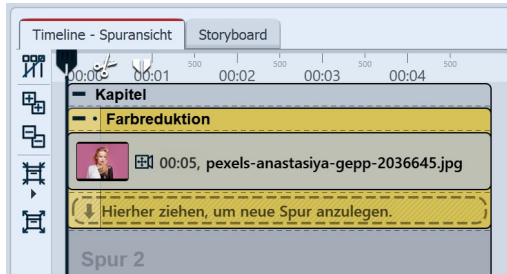 Timeline - Spuransicht Storyboard
500 500 500 500 500
00:00 00:01 00:02 00:03 00:04
Kapitel
Farbreduktion
00:05, pexels-anastasiya-gepp-2036645.jpg
Hierher ziehen, um neue Spur anzulegen.
Spur 2